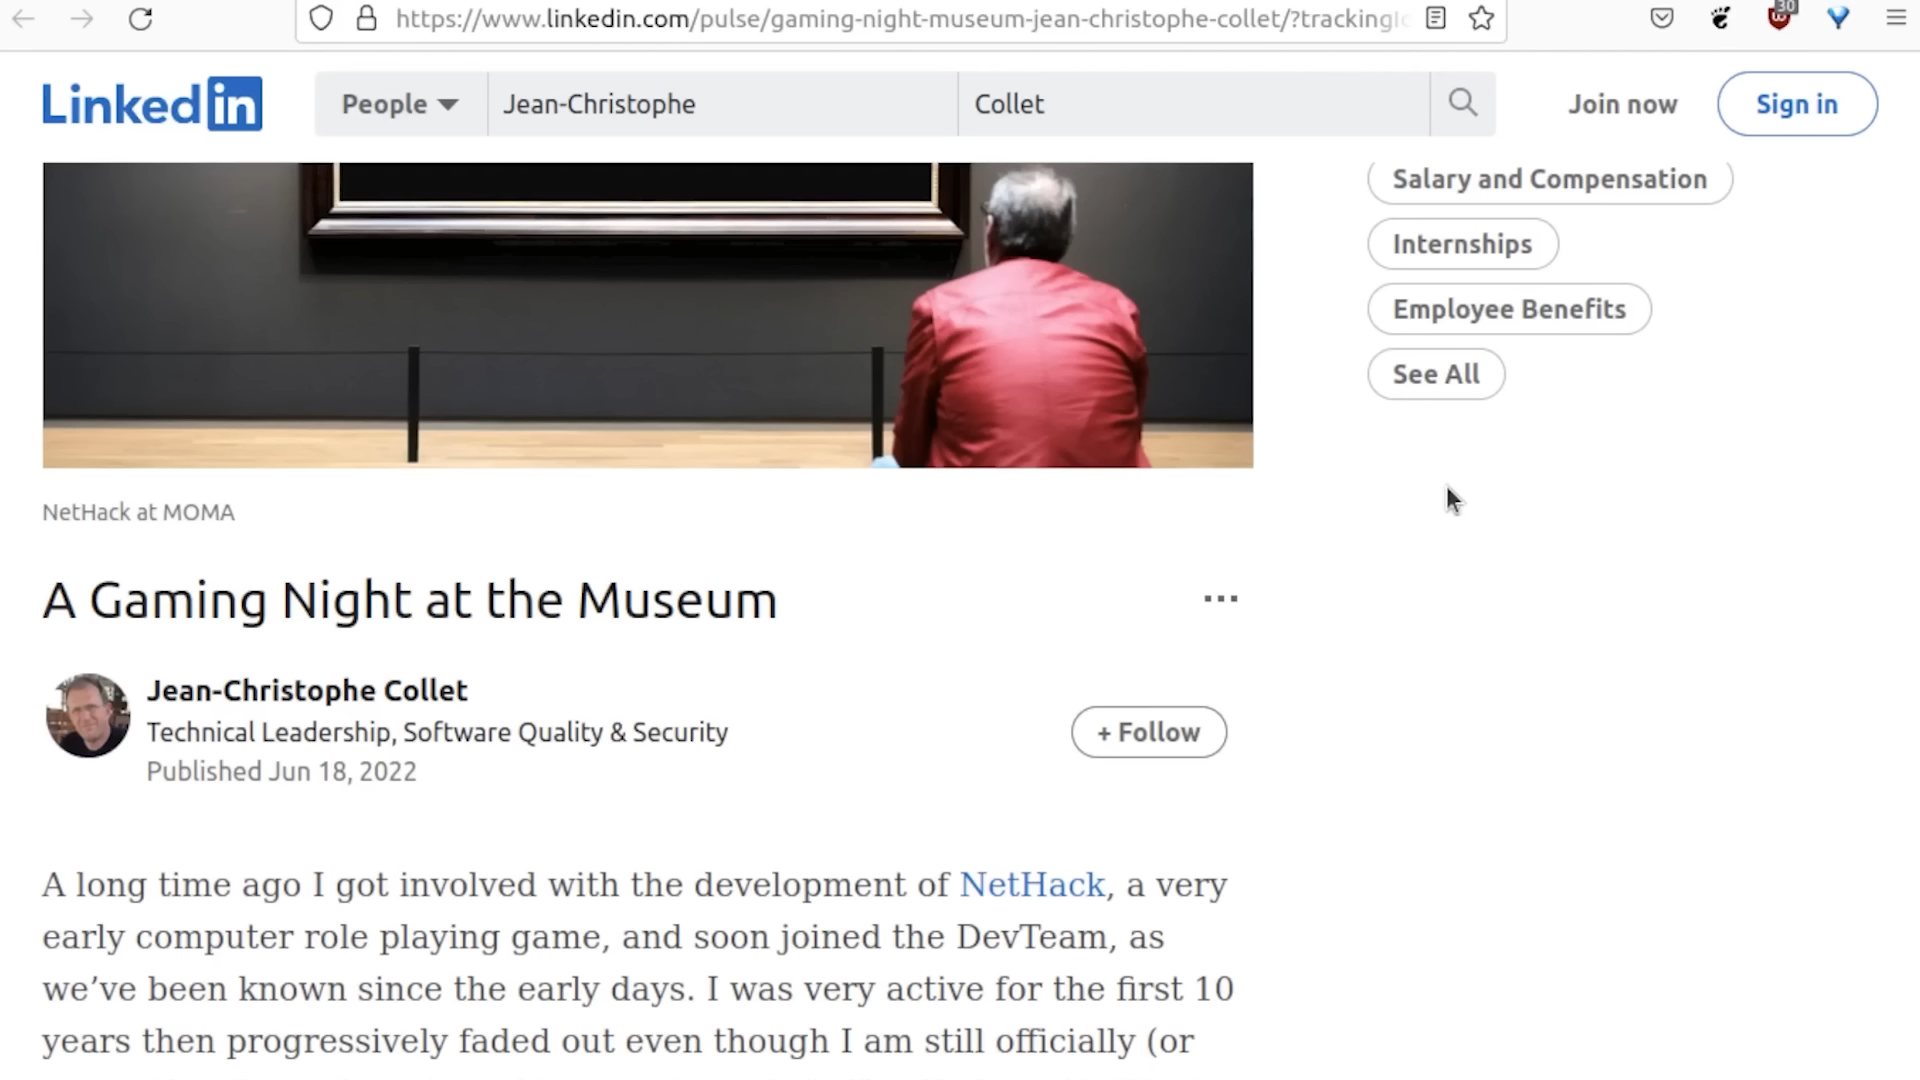 https://www.linkedin.com/pulse/gaming-night-museum-jean-christophe-collet/?tracking
30
Linked in
People
Jean-Christophe
Collet
Join now
Sign in
Salary and Compensation
Internships
Employee Benefits
See All
NetHack at MOMA
A Gaming Night at the Museum
Jean-Christophe Collet
Technical Leadership, Software Quality & Security
Published Jun 18, 2022
+ Follow
A long time ago I got involved with the development of NetHack, a very
early computer role playing game, and soon joined the DevTeam, as
we’ve been known since the early days. I was very active for the first 10
years then progressively faded out even though I am still officially (or